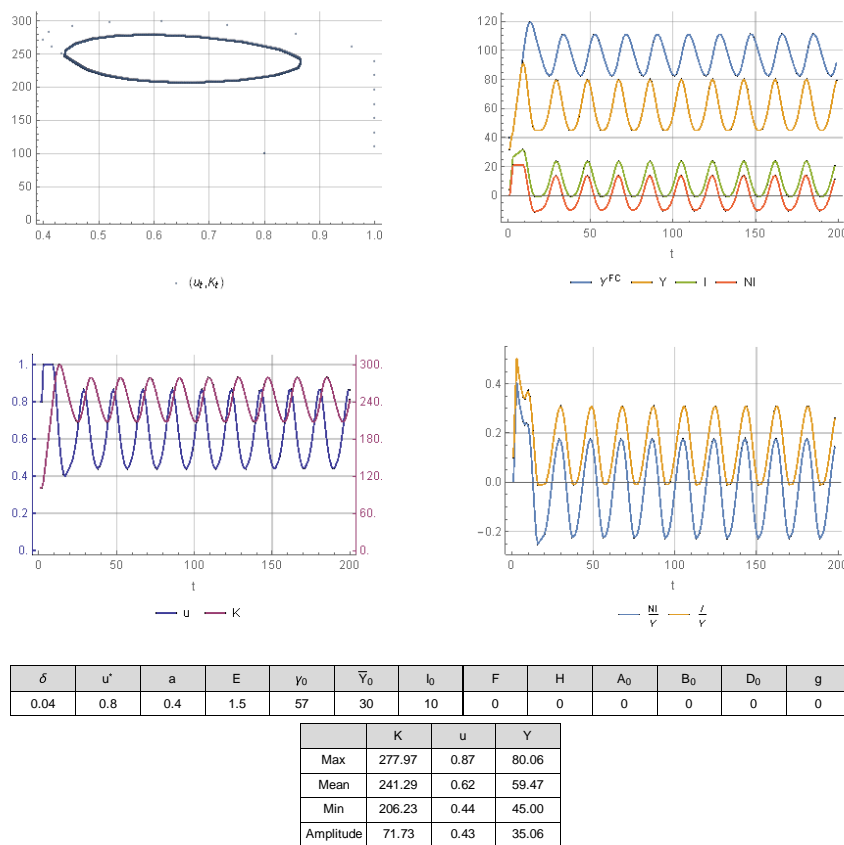 300
250
200
150
100
50
0
0.4 0.5 0.6 0.7 0.8 0.9 1.0
(u_t,K_t)
120
100
80
60
40
20
0
0 50 100 150 200
t
Y^FC Y I NI
1.
0.8
0.6
0.4
0.2
0.
300.
240.
180.
120.
60.
0.
0 50 100 150 200
t
u K
0.4
0.2
0.0
−0.2
0 50 100 150 200
t
NI/Y I/Y
δ u* a E γ₀ Y̅₀ I₀ F H A₀ B₀ D₀ g
0.04 0.8 0.4 1.5 57 30 10 0 0 0 0 0 0
K u Y
Max 277.97 0.87 80.06
Mean 241.29 0.62 59.47
Min 206.23 0.44 45.00
Amplitude 71.73 0.43 35.06